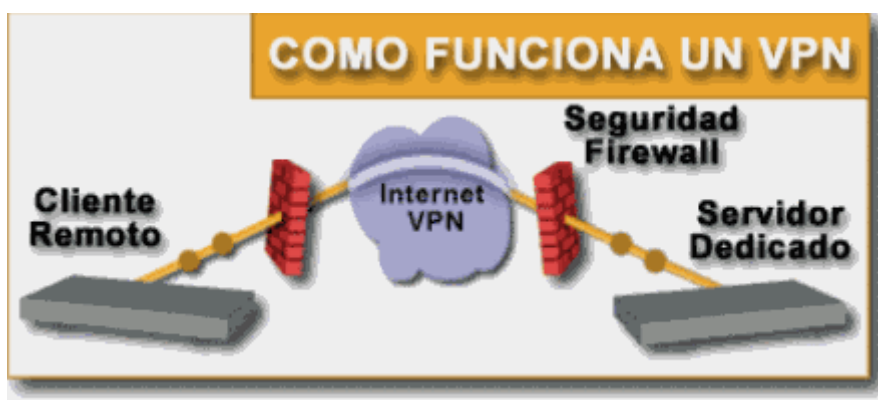 COMO FUNCIONA UN VPN
Seguridad
Firewall
Internet
VPN
Cliente
Remoto
Servidor
Dedicado